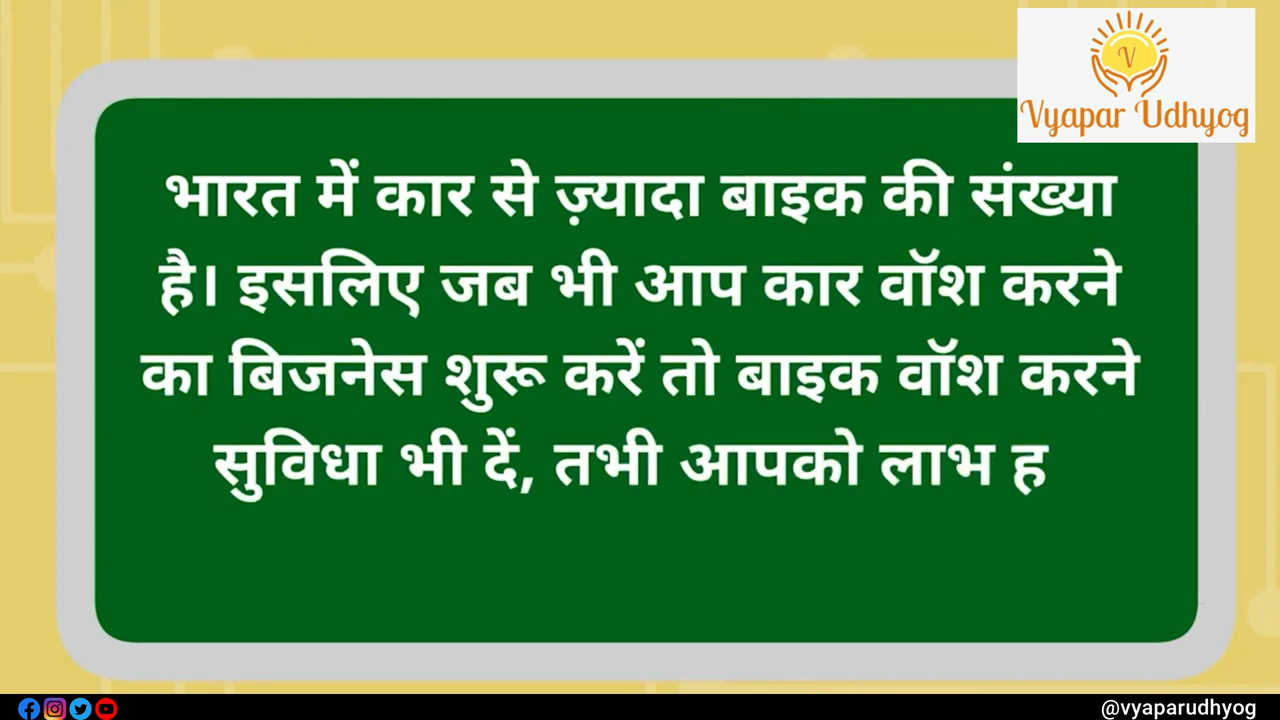 V
Vyapar Udhyog
भारत में कार से ज़्यादा बाइक की संख्या
है। इसलिए जब भी आप कार वॉश करने
का बिजनेस शुरू करें तो बाइक वॉश करने
सुविधा भी दें, तभी आपको लाभ ह
@vyaparudhyog